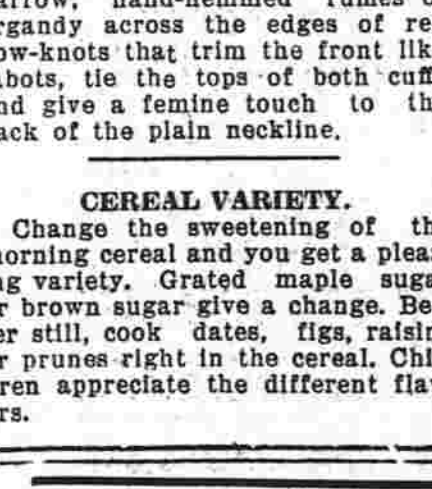 arrow, hand-hemmed
rgandy across the edges of re
ow-knots that trim the front lik
abots, tie the tops of both cuff
nd give a femine touch to th
ack of the plain neckline.
CEREAL VARIETY.
Change the sweetening of th
norning cereal and you get a pleas
ng variety. Grated maple suga
r brown sugar give a change. Be
er still, cook dates, figs, raisin
r prunes right in the cereal. Chi
ren appreciate the different flav
rs.